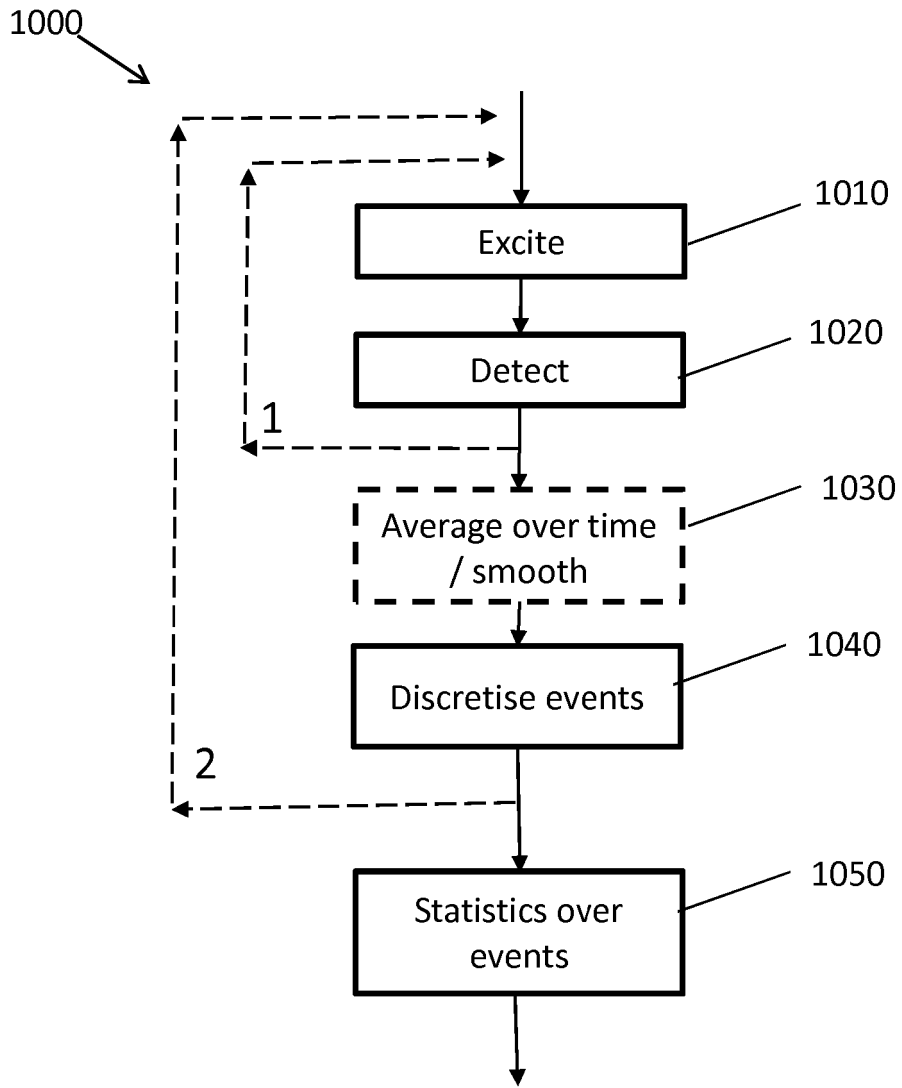 1000
1010
Excite
1020
Detect
1
1030
Average over time
/ smooth
1040
Discretise events
2
1050
Statistics over
events